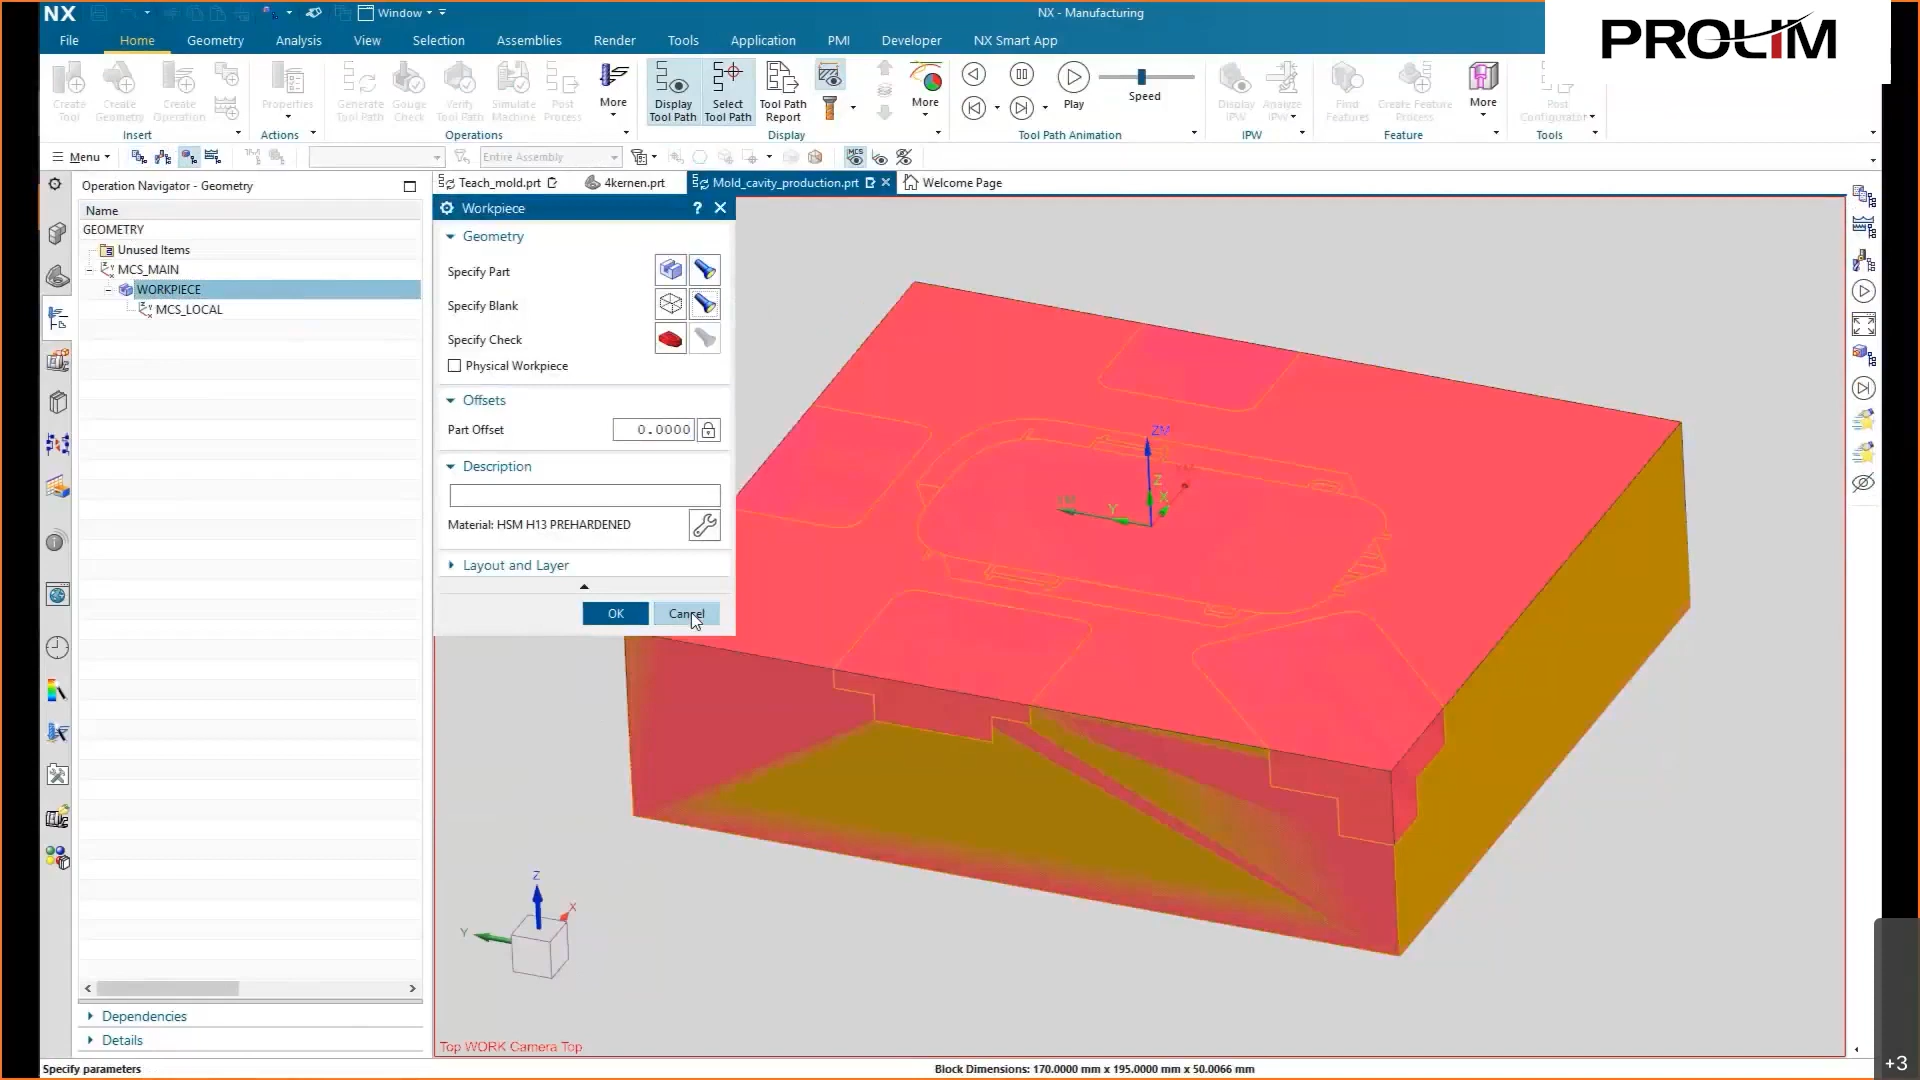 NX
Window
NX - Manufacturing
PROLIM
File
Home
Geometry
Analysis
View
Selection
Assemblies
Render
Tools
Application
PMI
Developer
NX Smart App
Create Tool
Create Geometry
Create Operation
Properties
Generate Tool Path
Gouge Check
Verify Tool Path
Simulate Machine
Post Process
More
Display Tool Path
Select Tool Path
Tool Path Report
More
Play
Speed
Display IPW
Analyze IPW
Find Features
Create Feature Process
More
Post Configurator
Insert
Actions
Operations
Display
Tool Path Animation
IPW
Feature
Tools
Menu
Entire Assembly
MCS
Operation Navigator - Geometry
Teach_mold.prt
4kernen.prt
Mold_cavity_production.prt
Welcome Page
Name
GEOMETRY
Unused Items
MCS_MAIN
WORKPIECE
MCS_LOCAL
Workpiece
?
Geometry
Specify Part
Specify Blank
Specify Check
Physical Workpiece
Offsets
Part Offset
0.0000
Description
Material: HSM H13 PREHARDENED
Layout and Layer
OK
Cancel
ZM
Z
X
YM
Y
Z
X
Y
Dependencies
Details
Top WORK Camera Top
Specify parameters
Block Dimensions: 170.0000 mm x 195.0000 mm x 50.0066 mm
+3